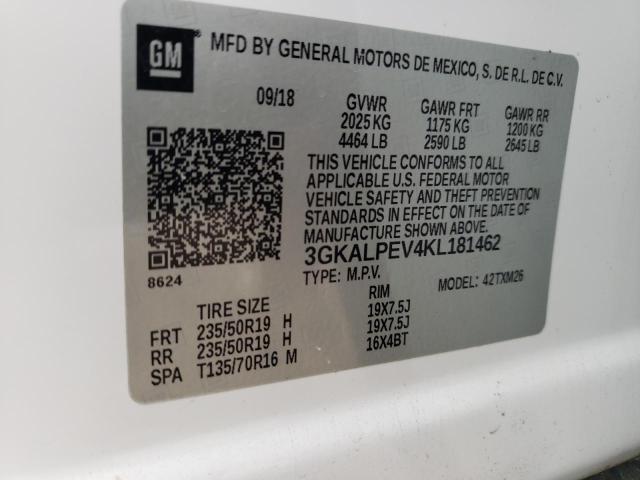 GM ® MFD BY GENERAL MOTORS DE MEXICO, S. DE R.L. DE C.V.
09/18 GVWR GAWR FRT GAWR RR
2025 KG 1175 KG 1200 KG
4464 LB 2590 LB 2645 LB
THIS VEHICLE CONFORMS TO ALL
APPLICABLE U.S. FEDERAL MOTOR
VEHICLE SAFETY AND THEFT PREVENTION
STANDARDS IN EFFECT ON THE DATE OF
MANUFACTURE SHOWN ABOVE.
3GKALPEV4KL181462
8624 TYPE: M.P.V. MODEL: 42TXM26
TIRE SIZE RIM
FRT 235/50R19 H 19X7.5J
RR 235/50R19 H 19X7.5J
SPA T135/70R16 M 16X4BT